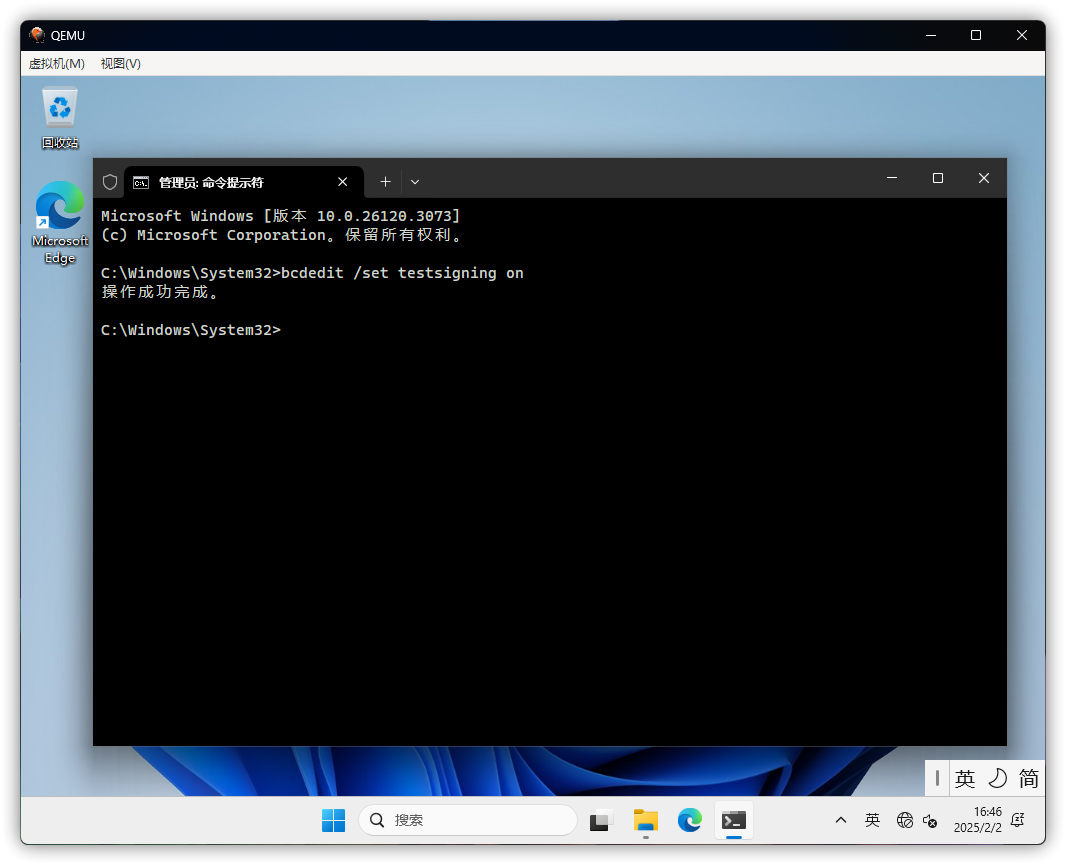 QEMU
虚拟机(M) 视图(V)
回收站
Microsoft
Edge
管理员: 命令提示符
Microsoft Windows [版本 10.0.26120.3073]
(c) Microsoft Corporation。保留所有权利。
C:\Windows\System32>bcdedit /set testsigning on
操作成功完成。
C:\Windows\System32>
英 简
搜索
英
16:46
2025/2/2